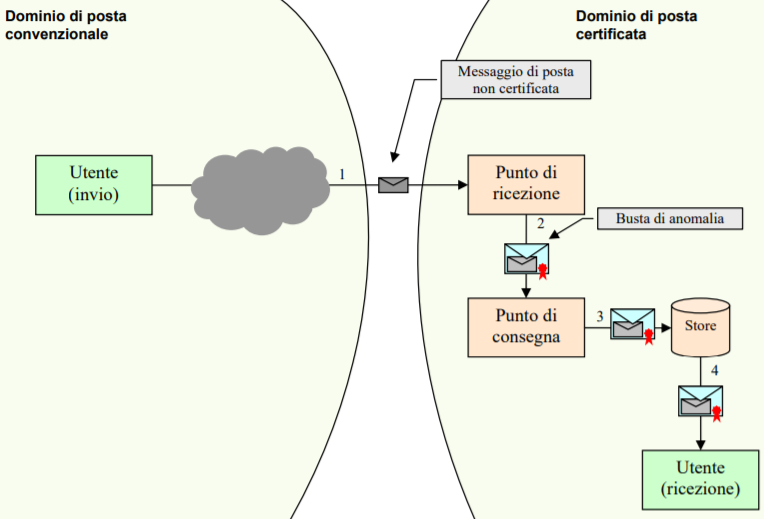 Dominio di posta
convenzionale
Dominio di posta
certificata
Messaggio di posta
non certificata
Utente
(invio)
1
Punto di
ricezione
2
Busta di anomalia
Punto di
consegna
3
Store
4
Utente
(ricezione)